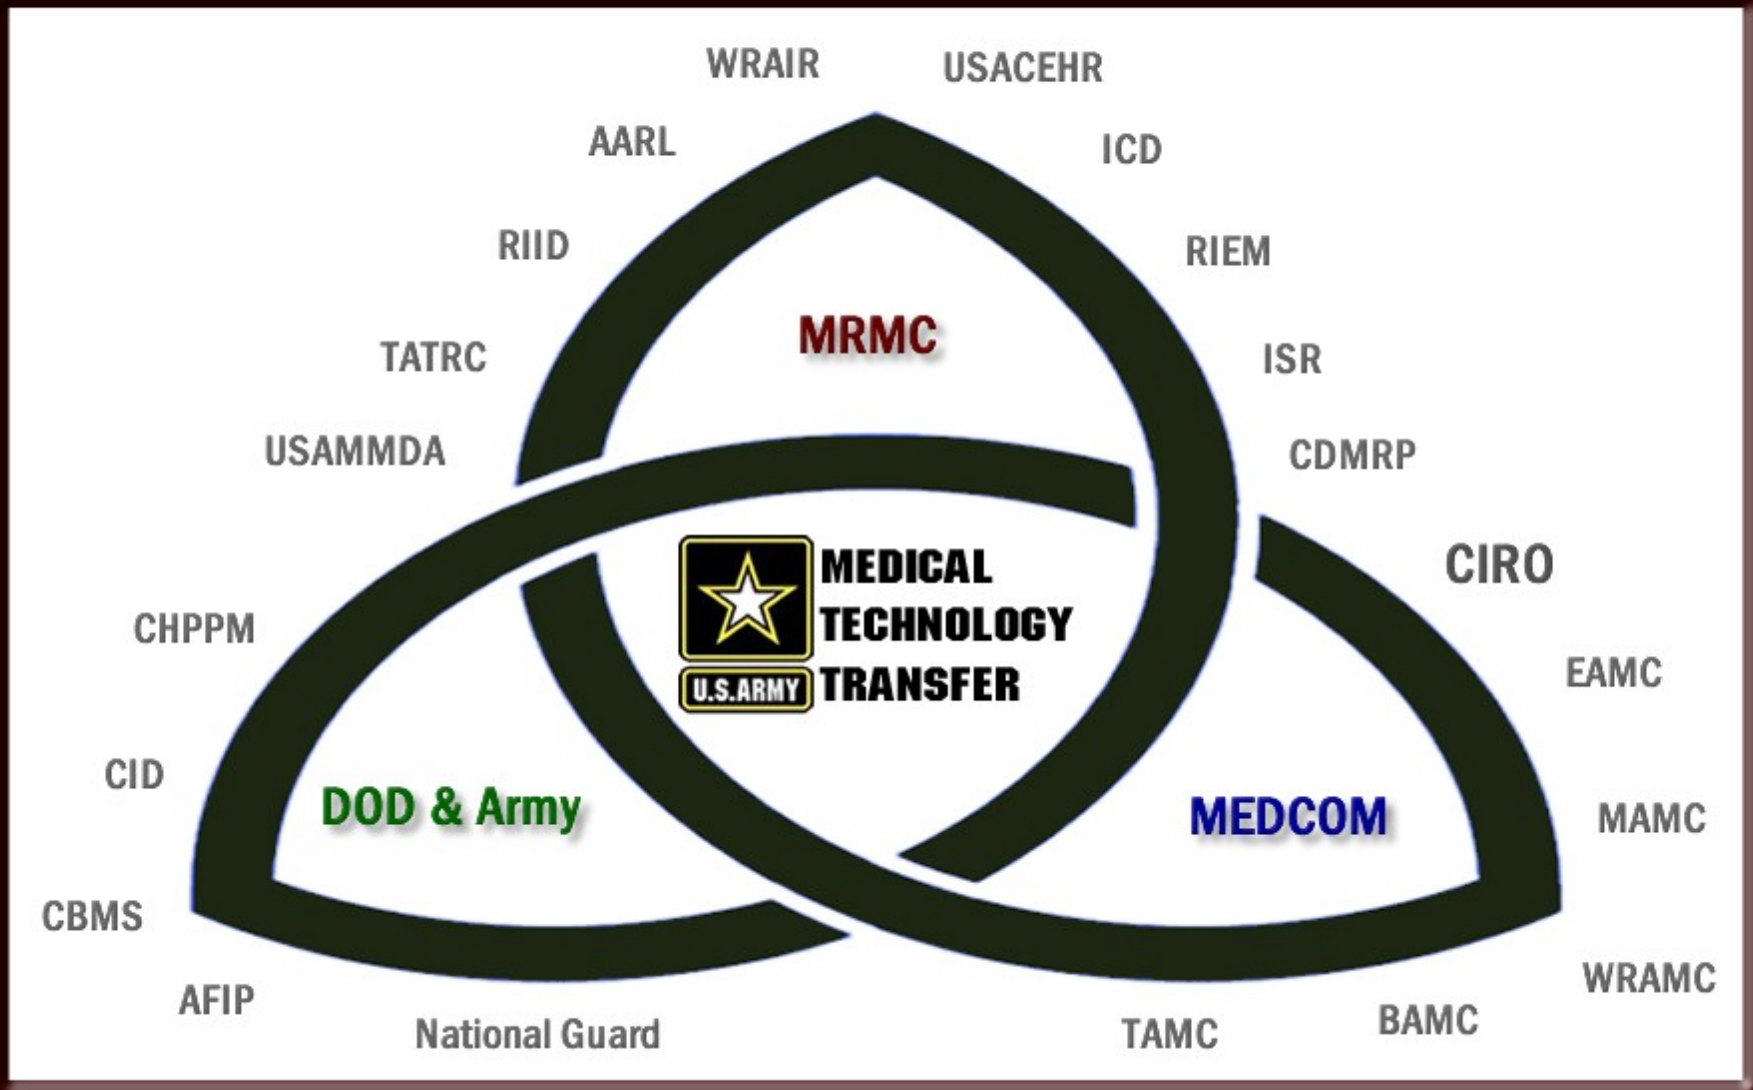 WRAIR
USACEHR
AARL
ICD
RIID
RIEM
MRMC
TATRC
ISR
USAMMDA
CDMRP
CIRO
MEDICAL
TECHNOLOGY
TRANSFER
U.S.ARMY
CHPPM
EAMC
CID
DOD & Army
MEDCOM
MAMC
CBMS
WRAMC
AFIP
National Guard
TAMC
BAMC